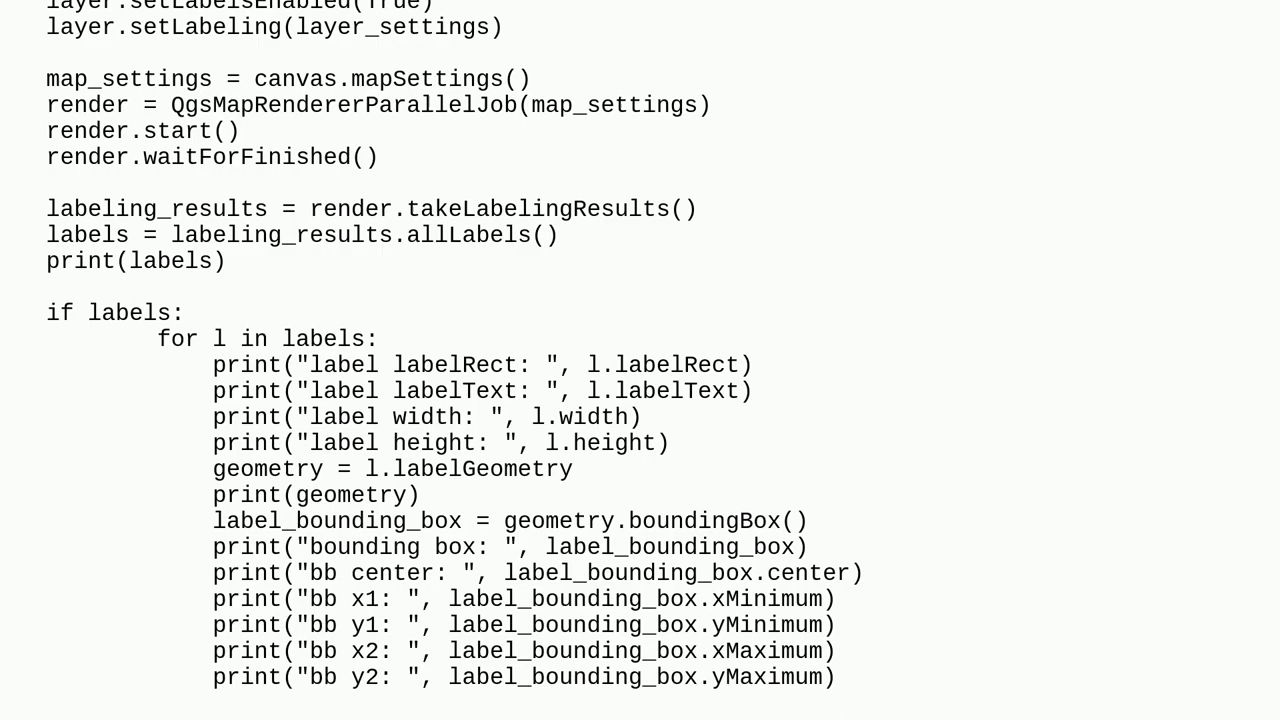 layer.setLabelsEnabled(True)
layer.setLabeling(layer_settings)
map_settings = canvas.mapSettings()
render = QgsMapRendererParallelJob(map_settings)
render.start()
render.waitForFinished()
labeling_results = render.takeLabelingResults()
labels = labeling_results.allLabels()
print(labels)
if labels:
for l in labels:
print("label labelRect: ", l.labelRect)
print("label labelText: ", l.labelText)
print("label width: ", l.width)
print("label height: ", l.height)
geometry = l.labelGeometry
print(geometry)
label_bounding_box = geometry.boundingBox()
print("bounding box: ", label_bounding_box)
print("bb center: ", label_bounding_box.center)
print("bb x1: ", label_bounding_box.xMinimum)
print("bb y1: ", label_bounding_box.yMinimum)
print("bb x2: ", label_bounding_box.xMaximum)
print("bb y2: ", label_bounding_box.yMaximum)